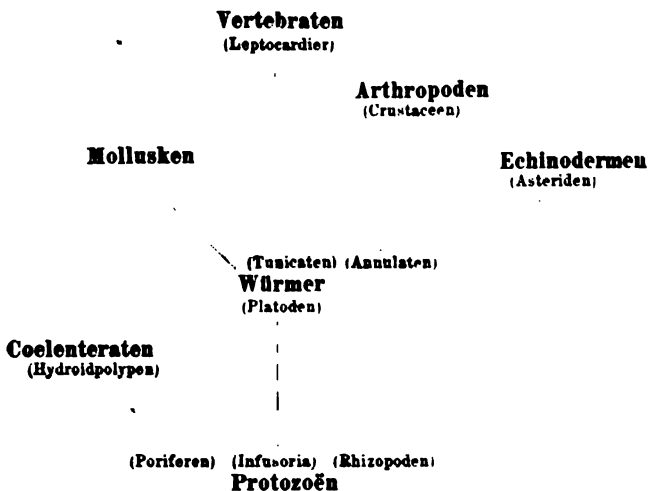 Vertebraten
(Leptocardier)
Arthropoden
(Crustaceen)
Mollusken
Echinodermen
(Asteriden)
(Tunicaten) (Annulaten)
Würmer
(Platoden)
Coelenteraten
(Hydroidpolypen)
(Poriferen) (Infusoria) (Rhizopoden)
Protozoën